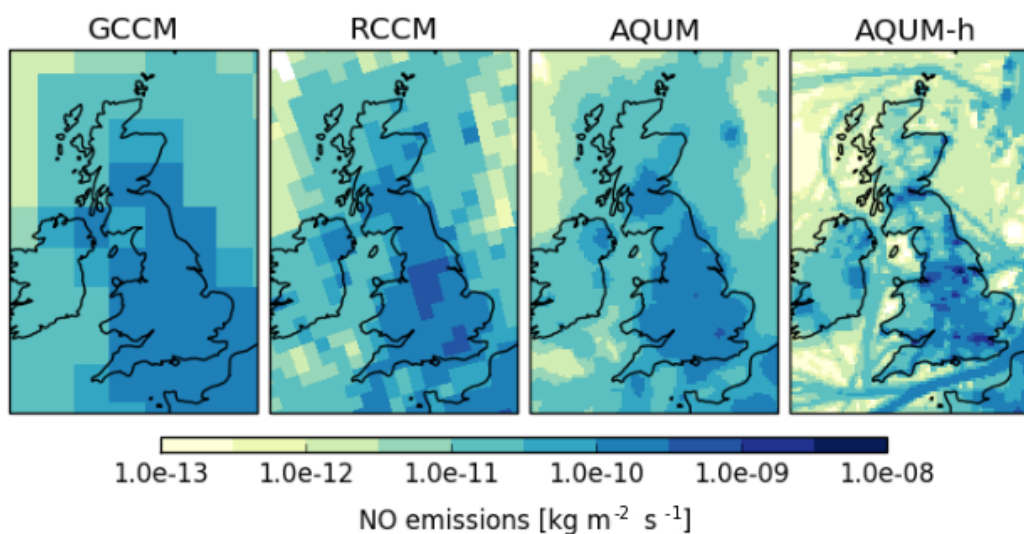 GCCM RCCM AQUM AQUM-h
1.0e-13 1.0e-12 1.0e-11 1.0e-10 1.0e-09 1.0e-08
NO emissions [kg m⁻² s⁻¹]